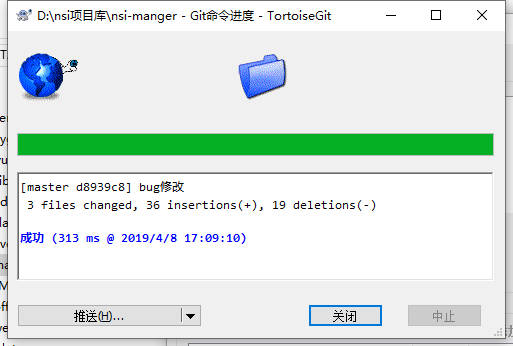 D:\nsi项目库\nsi-manger - Git命令进度 - TortoiseGit
[master d8939c8] bug修改
3 files changed, 36 insertions(+), 19 deletions(-)
成功 (313 ms @ 2019/4/8 17:09:10)
推送(H)...
关闭
中止